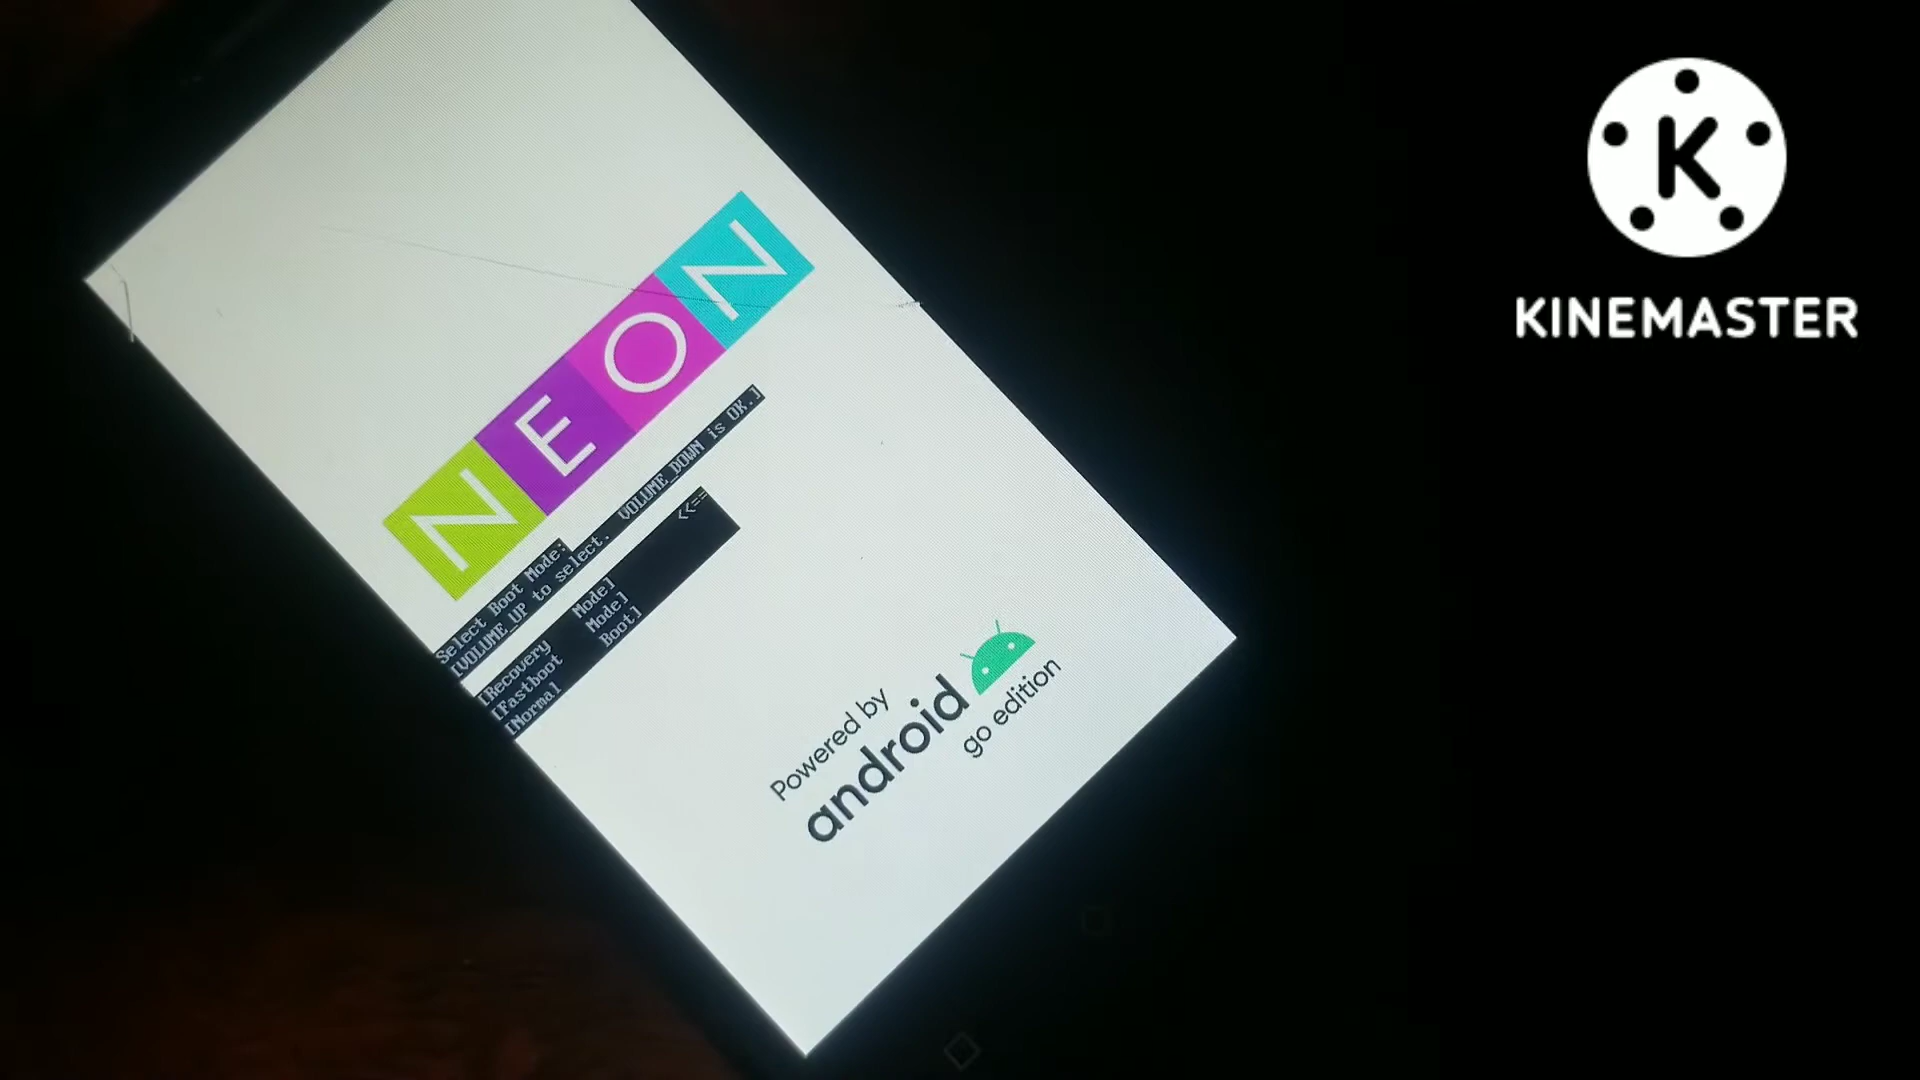 NEON
Select Boot Mode:
[VOLUME_UP to select. VOLUME_DOWN is OK.]
[Recovery Mode] <<==
[Fastboot Mode]
[Normal Boot]
Powered by
android
go edition
K
KINEMASTER